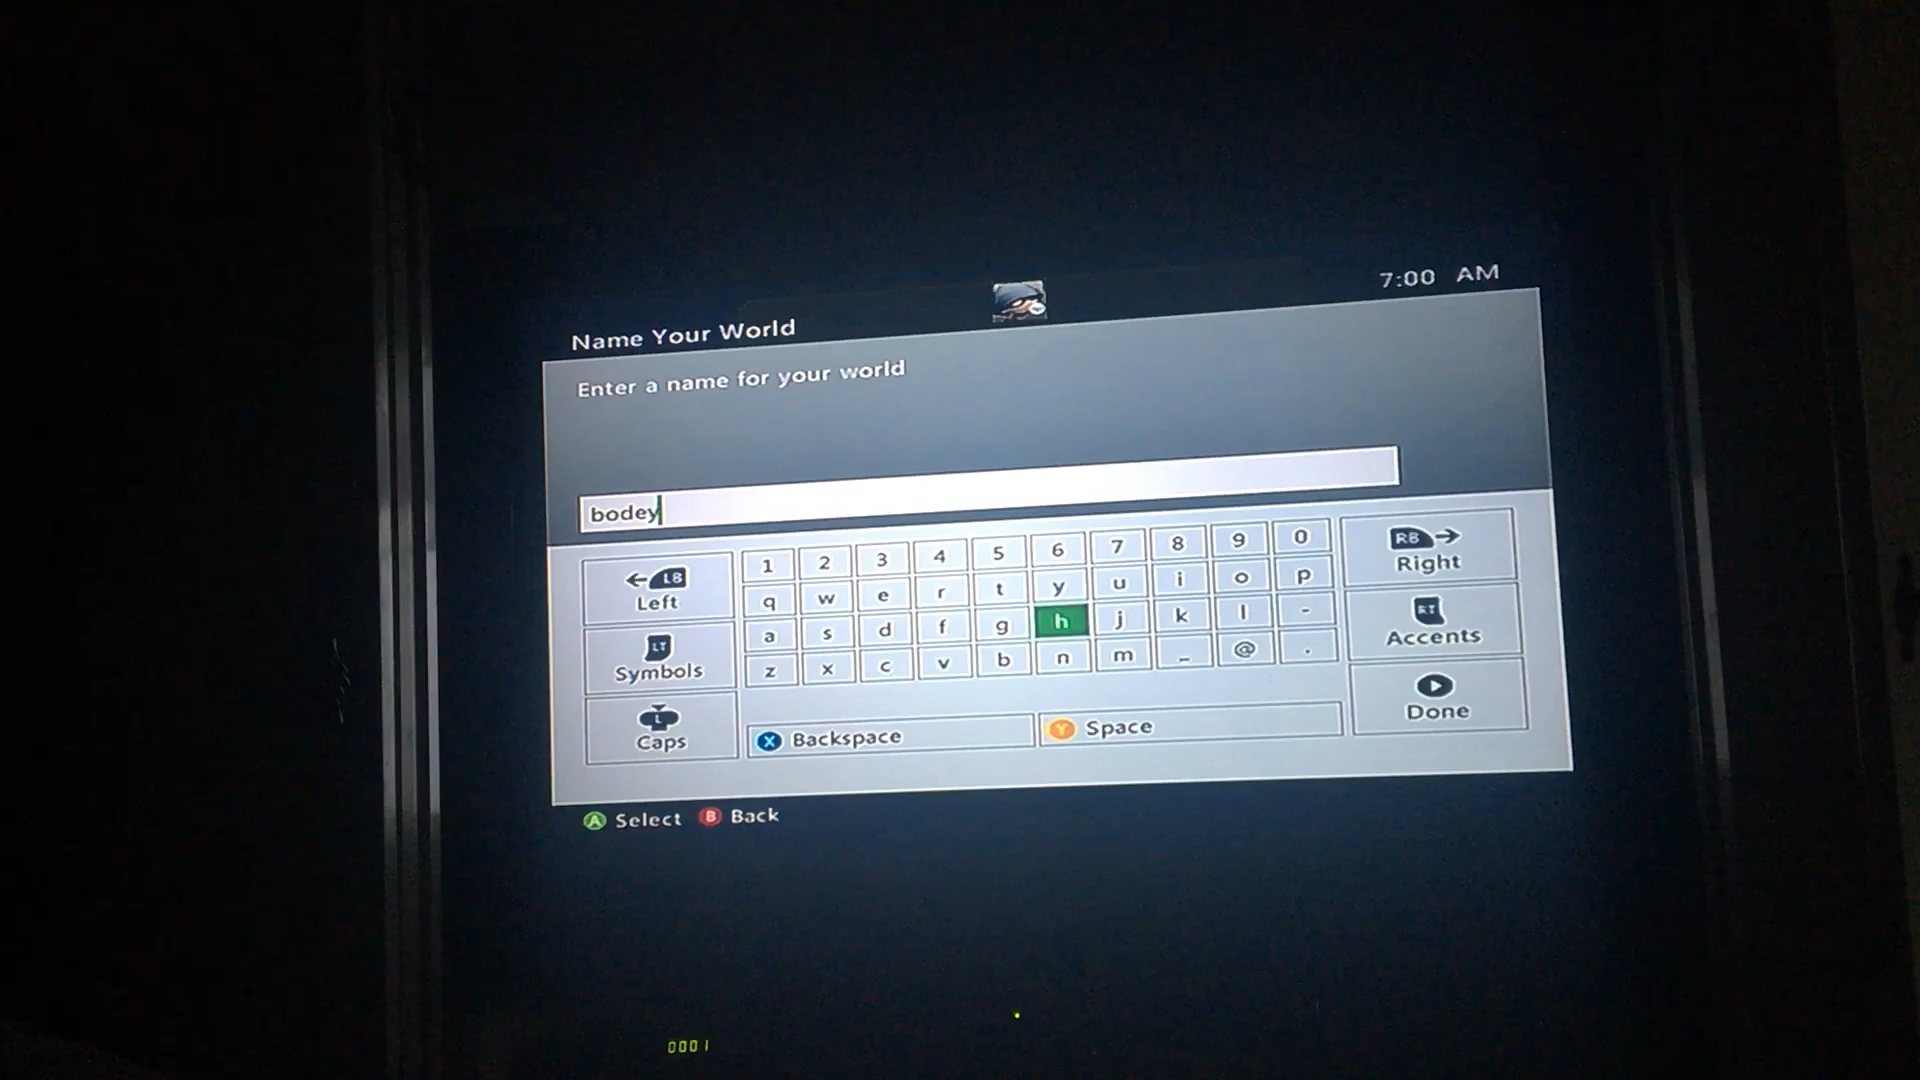 7:00 AM
Name Your World
Enter a name for your world
bodey
LB
Left
1 2 3 4 5 6 7 8 9 0
RB
Right
q w e r t y u i o p
LT
Symbols
a s d f g h j k l -
RT
Accents
z x c v b n m _ @ .
L
Caps
X Backspace
Y Space
Done
A Select B Back
0001